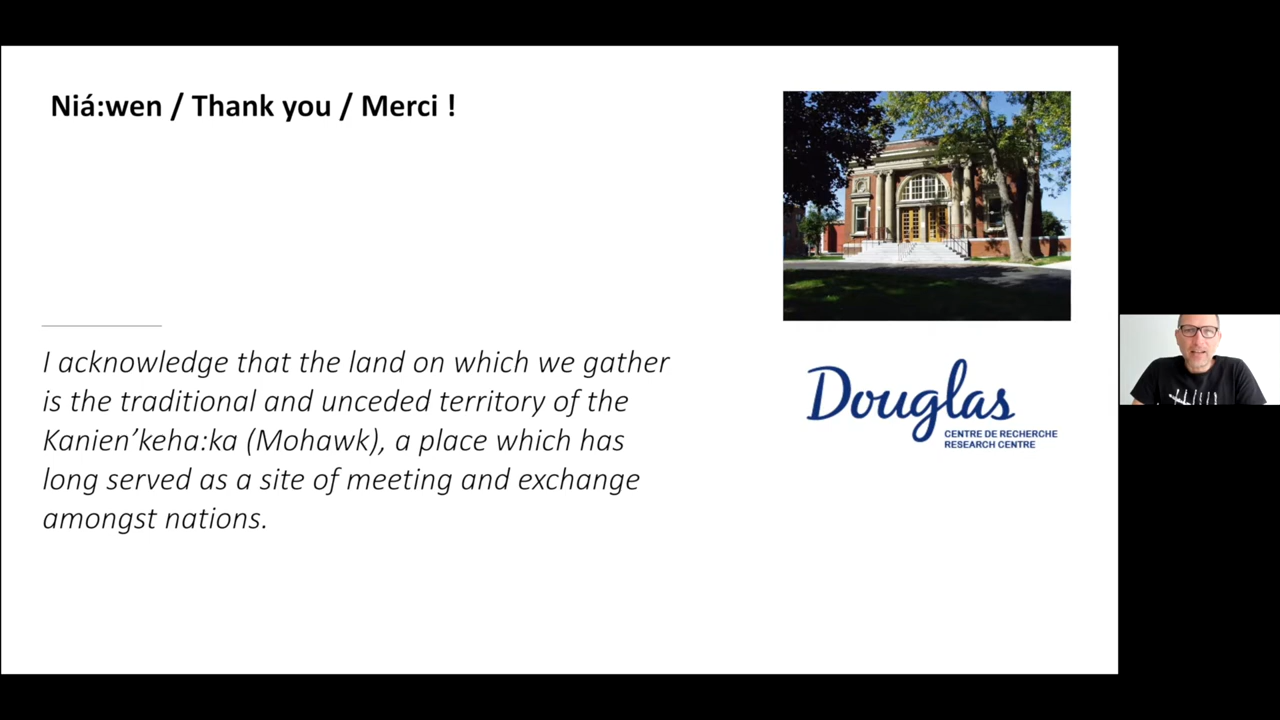 Niá:wen / Thank you / Merci !
I acknowledge that the land on which we gather
is the traditional and unceded territory of the
Kanien’keha:ka (Mohawk), a place which has
long served as a site of meeting and exchange
amongst nations.
Douglas
CENTRE DE RECHERCHE
RESEARCH CENTRE